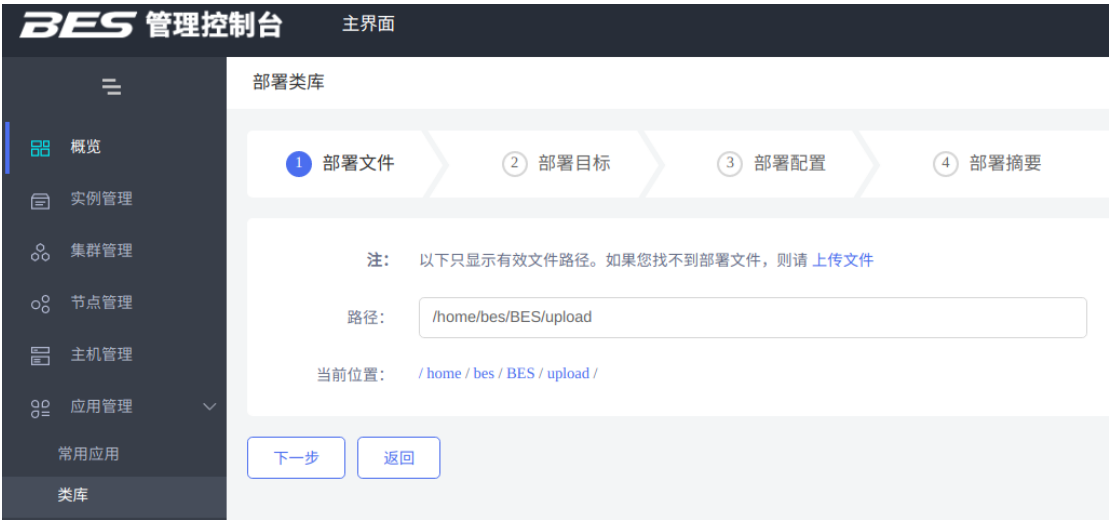 BES 管理控制台 主界面
部署类库
概览
实例管理
集群管理
节点管理
主机管理
应用管理
常用应用
类库
1 部署文件 2 部署目标 3 部署配置 4 部署摘要
注： 以下只显示有效文件路径。如果您找不到部署文件，则请 上传文件
路径： /home/bes/BES/upload
当前位置： / home / bes / BES / upload /
下一步 返回